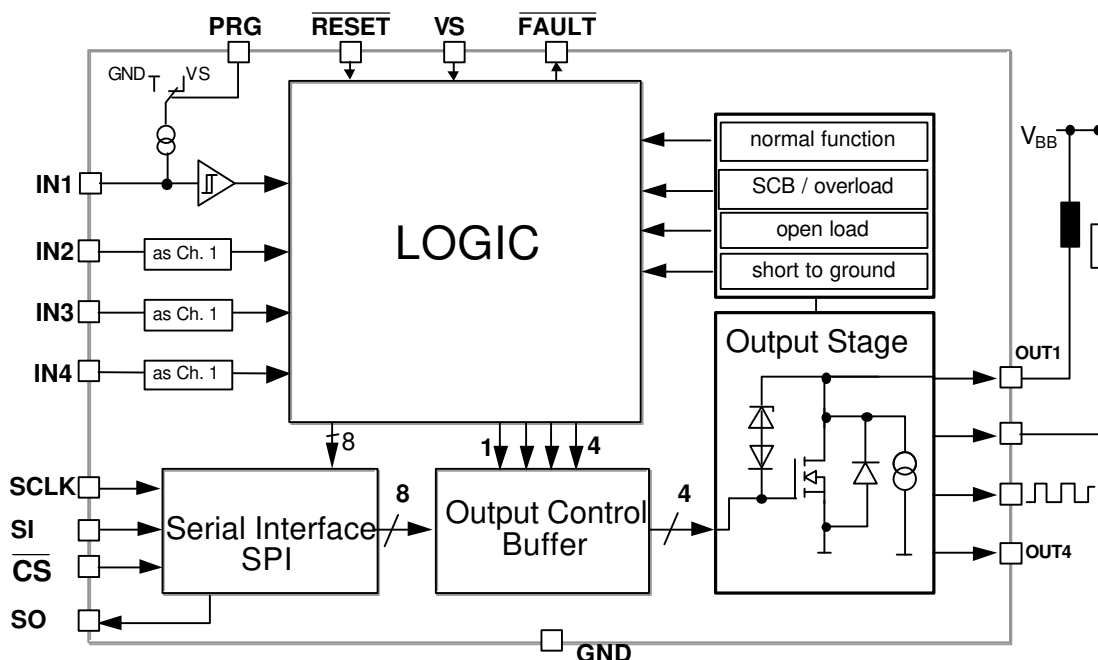 PRG RESET VS FAULT
GND VS
normal function
V_BB
IN1
SCB / overload
LOGIC
IN2 as Ch. 1
open load
short to ground
IN3 as Ch. 1
Output Stage
OUT1
IN4 as Ch. 1
8
1 4
SCLK
8
4
SI
Serial Interface
SPI
Output Control
Buffer
CS
OUT4
SO
GND